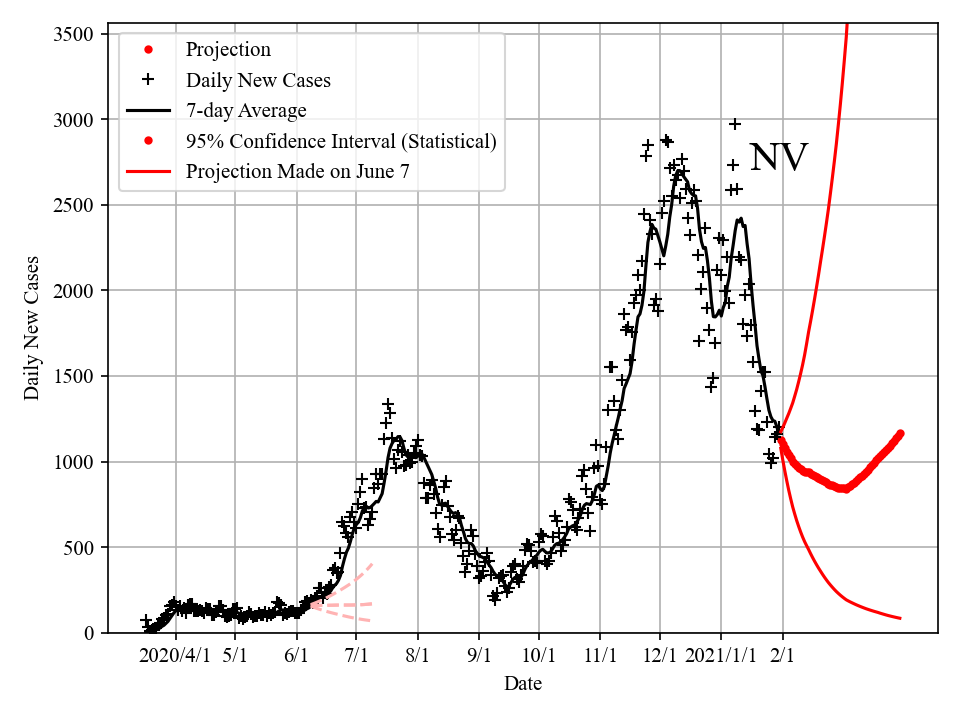 3500
3000
2500
2000
1500
1000
500
0
Daily New Cases
Projection
Daily New Cases
7-day Average
95% Confidence Interval (Statistical)
Projection Made on June 7
NV
2020/4/1 5/1 6/1 7/1 8/1 9/1 10/1 11/1 12/1 2021/1/1 2/1
Date